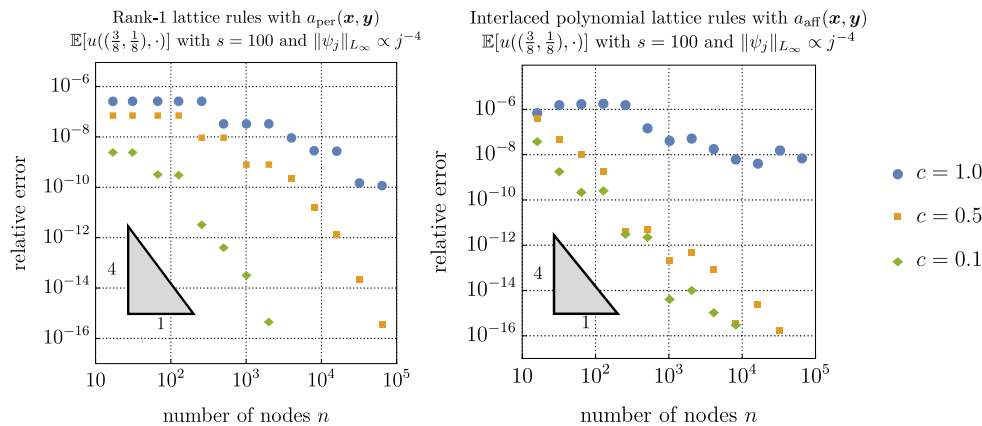 Rank-1 lattice rules with a_per(x, y)
𝔼[u((3/8, 1/8), ·)] with s = 100 and ‖ψ_j‖_{L_∞} ∝ j^{-4}
10^{-6}
10^{-8}
10^{-10}
10^{-12}
10^{-14}
10^{-16}
relative error
4
1
10
10^2
10^3
10^4
10^5
number of nodes n
Interlaced polynomial lattice rules with a_aff(x, y)
𝔼[u((3/8, 1/8), ·)] with s = 100 and ‖ψ_j‖_{L_∞} ∝ j^{-4}
10^{-6}
10^{-8}
10^{-10}
10^{-12}
10^{-14}
10^{-16}
relative error
4
1
10
10^2
10^3
10^4
10^5
number of nodes n
c = 1.0
c = 0.5
c = 0.1